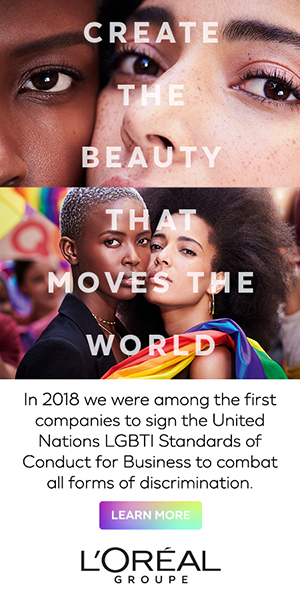 CREATE
THE
BEAUTY
THAT
MOVES THE
WORLD
In 2018 we were among the first
companies to sign the United
Nations LGBTI Standards of
Conduct for Business to combat
all forms of discrimination.
LEARN MORE
L'ORÉAL
GROUPE